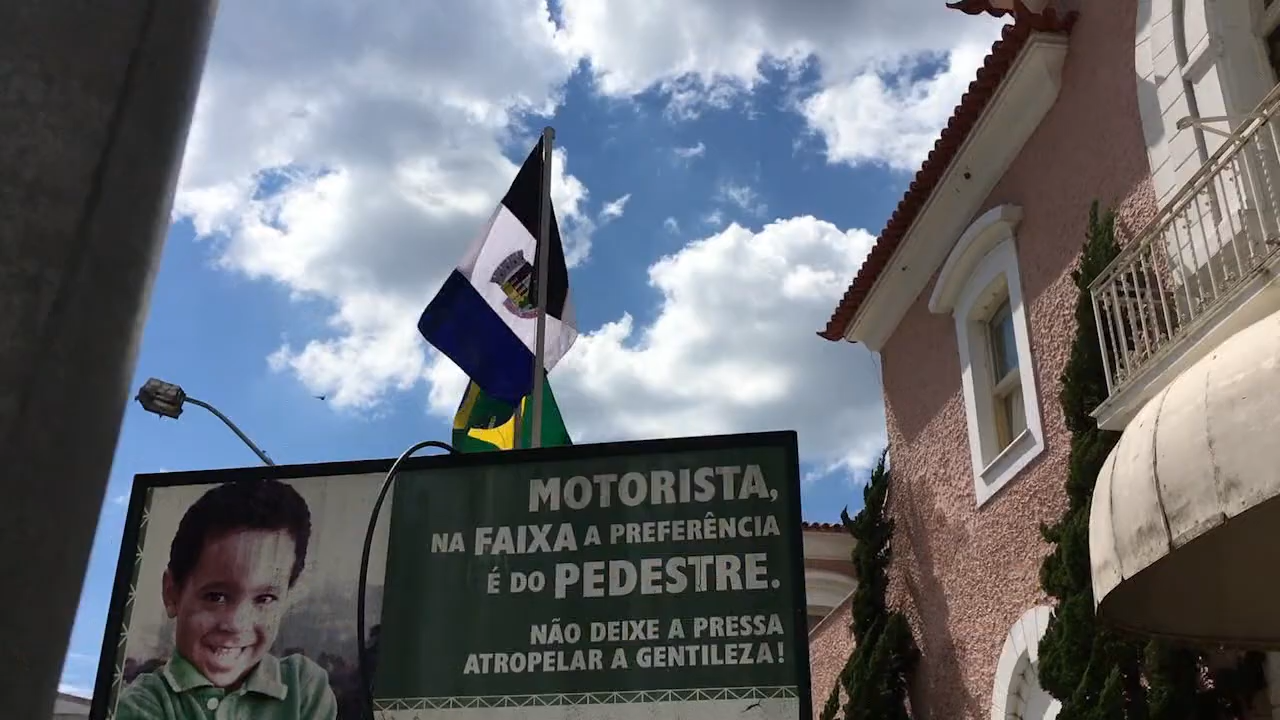 MOTORISTA,
NA FAIXA A PREFERÊNCIA
É DO PEDESTRE.
NÃO DEIXE A PRESSA
ATROPELAR A GENTILEZA!